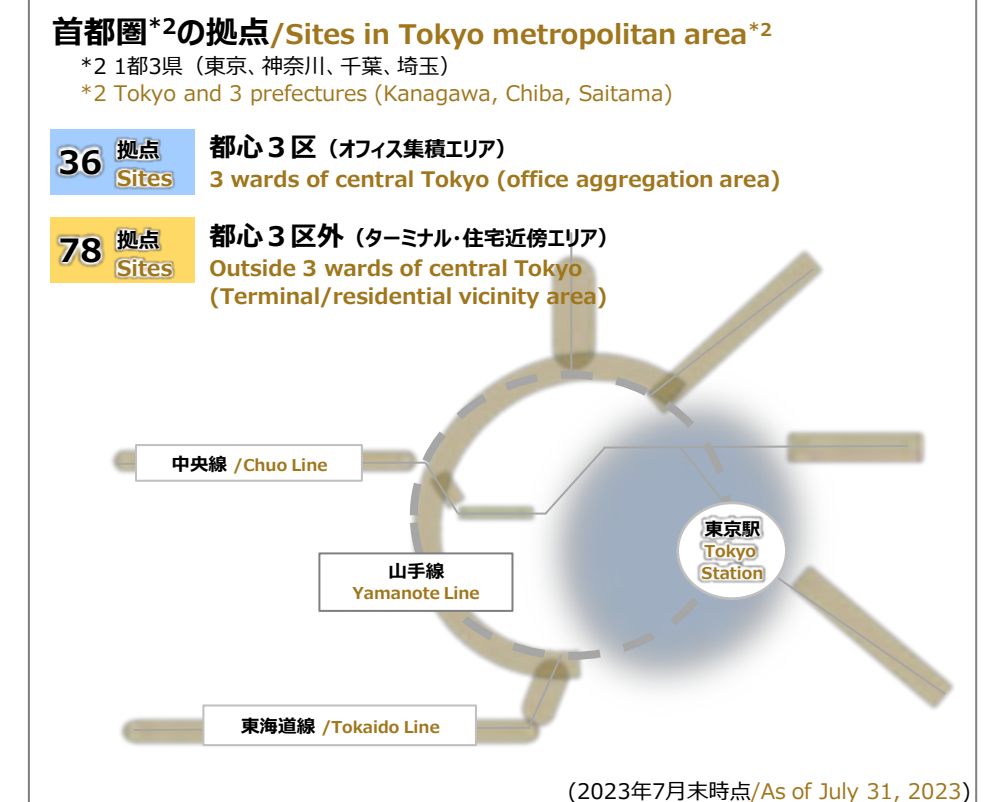 首都圏*2の拠点/Sites in Tokyo metropolitan area*2
*2 1都3県（東京、神奈川、千葉、埼玉）
*2 Tokyo and 3 prefectures (Kanagawa, Chiba, Saitama)
36 拠点
Sites
都心３区（オフィス集積エリア）
3 wards of central Tokyo (office aggregation area)
78 拠点
Sites
都心３区外（ターミナル・住宅近傍エリア）
Outside 3 wards of central Tokyo
(Terminal/residential vicinity area)
中央線 /Chuo Line
東京駅
Tokyo
Station
山手線
Yamanote Line
東海道線 /Tokaido Line
(2023年7月末時点/As of July 31, 2023)